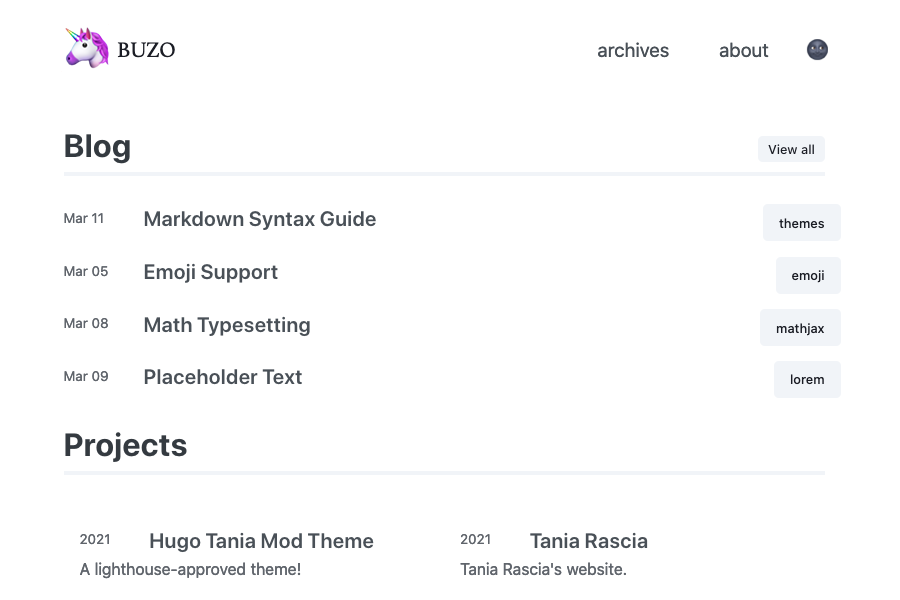 BUZO archives about
Blog View all
Mar 11 Markdown Syntax Guide themes
Mar 05 Emoji Support emoji
Mar 08 Math Typesetting mathjax
Mar 09 Placeholder Text lorem
Projects
2021 Hugo Tania Mod Theme
A lighthouse-approved theme!
2021 Tania Rascia
Tania Rascia's website.